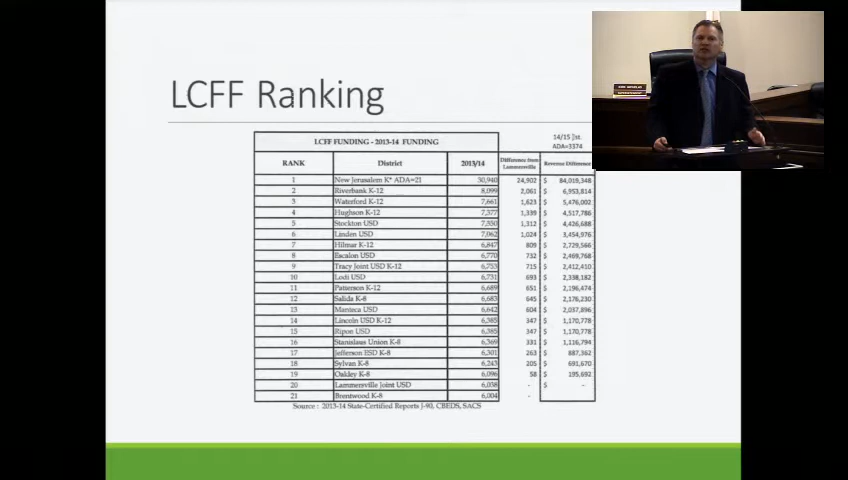 LCFF Ranking
LCFF FUNDING - 2013-14 FUNDING
14/15 Est.
ADA=3374
RANK District 2013/14 Difference from Lammersville Revenue Difference
1 New Jerusalem K* ADA=21 30,940 24,902 $ 84,019,348
2 Riverbank K-12 8,099 2,061 $ 6,953,814
3 Waterford K-12 7,661 1,623 $ 5,476,002
4 Hughson K-12 7,377 1,339 $ 4,517,786
5 Stockton USD 7,350 1,312 $ 4,426,688
6 Linden USD 7,062 1,024 $ 3,454,976
7 Hilmar K-12 6,847 809 $ 2,729,566
8 Escalon USD 6,770 732 $ 2,469,768
9 Tracy Joint USD K-12 6,753 715 $ 2,412,410
10 Lodi USD 6,731 693 $ 2,338,182
11 Patterson K-12 6,689 651 $ 2,196,474
12 Salida K-8 6,683 645 $ 2,176,230
13 Manteca USD 6,642 604 $ 2,037,896
14 Lincoln USD K-12 6,385 347 $ 1,170,778
15 Ripon USD 6,385 347 $ 1,170,778
16 Stanislaus Union K-8 6,369 331 $ 1,116,794
17 Jefferson ESD K-8 6,301 263 $ 887,362
18 Sylvan K-8 6,243 205 $ 691,670
19 Oakley K-8 6,096 58 $ 195,692
20 Lammersville Joint USD 6,038 - $ -
21 Brentwood K-8 6,004 -
Source : 2013-14 State-Certified Reports J-90, CBEDS, SACS